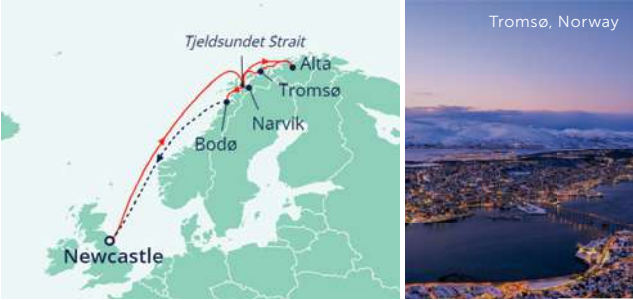 Tjeldsundet Strait
Alta
Tromsø
Narvik
Bodø
Newcastle
Tromsø, Norway